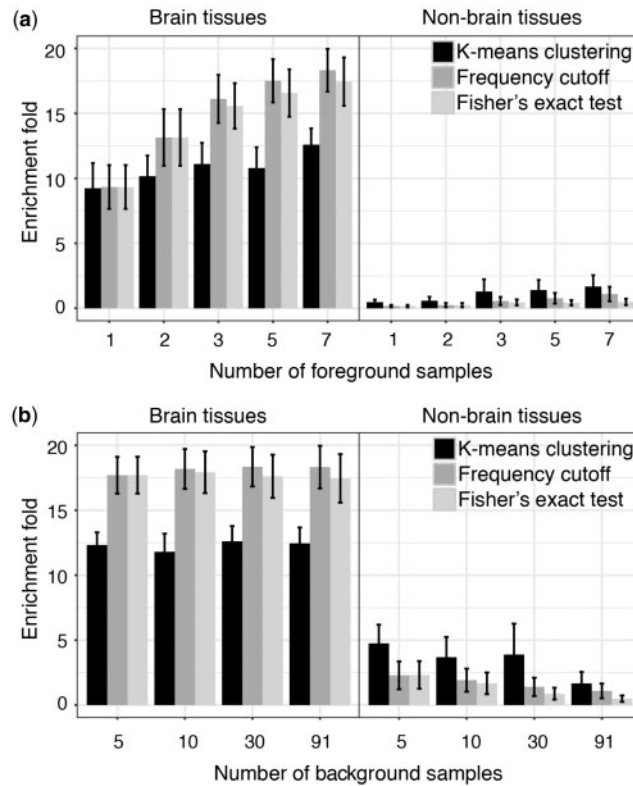 (a) Brain tissues Non-brain tissues
20
15
10
5
0
Enrichment fold
K-means clustering
Frequency cutoff
Fisher's exact test
1 2 3 5 7 1 2 3 5 7
Number of foreground samples
(b) Brain tissues Non-brain tissues
20
15
10
5
0
Enrichment fold
K-means clustering
Frequency cutoff
Fisher's exact test
5 10 30 91 5 10 30 91
Number of background samples